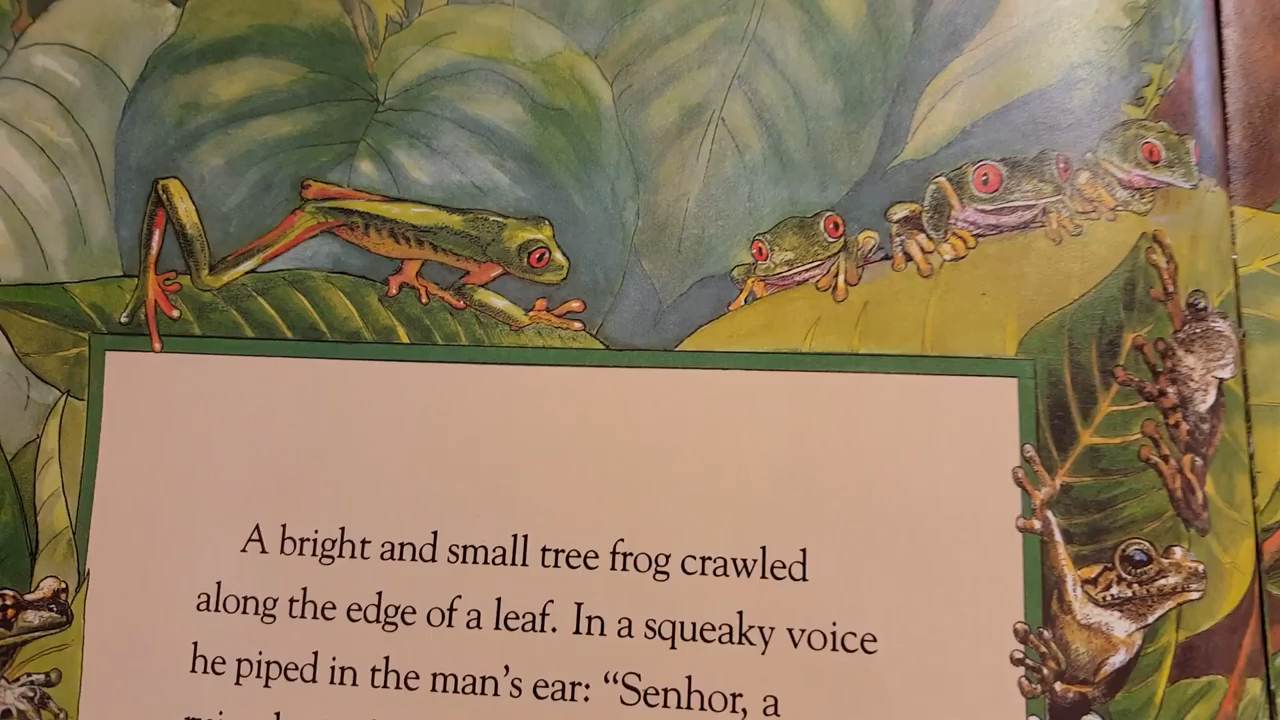 A bright and small tree frog crawled
along the edge of a leaf. In a squeaky voice
he piped in the man's ear: “Senhor, a